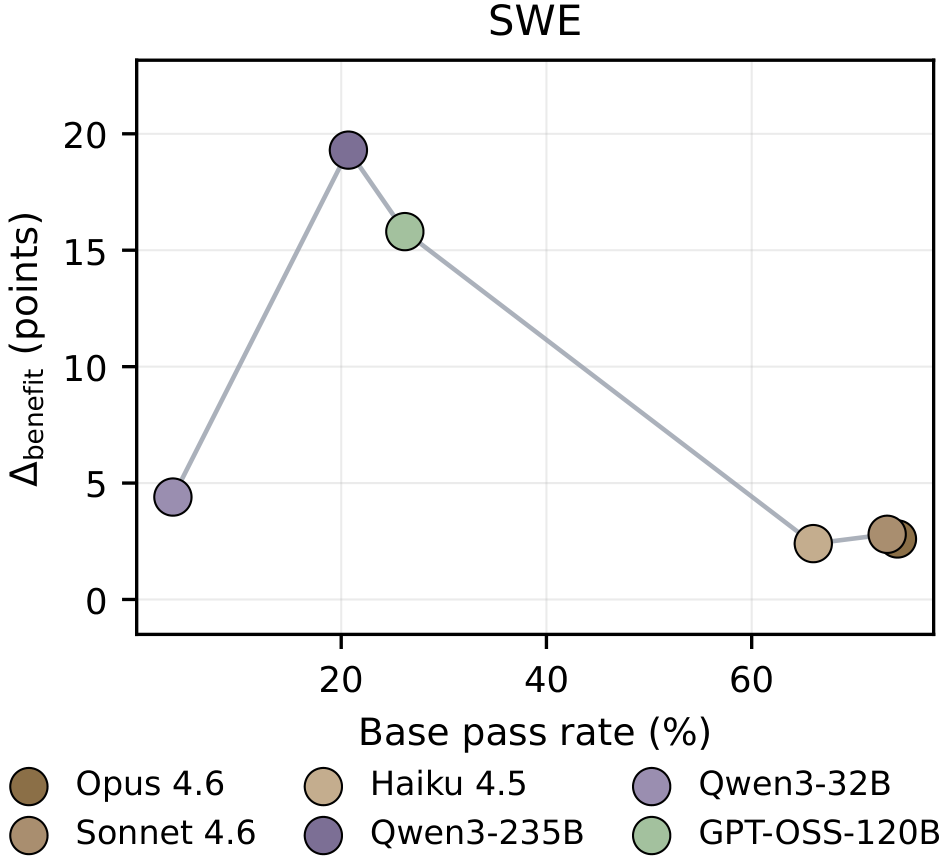 SWE
Δbenefit (points)
20
15
10
5
0
20 40 60
Base pass rate (%)
Opus 4.6 Haiku 4.5 Qwen3-32B
Sonnet 4.6 Qwen3-235B GPT-OSS-120B